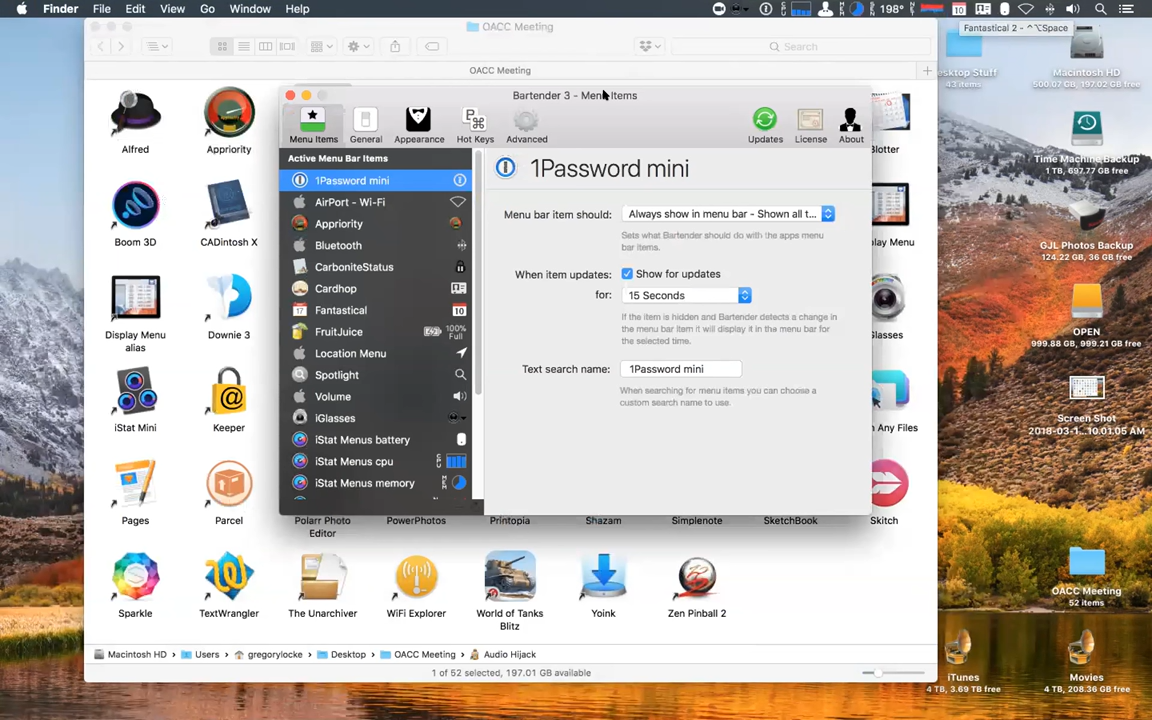 Finder File Edit View Go Window Help 198° 10
Fantastical 2 - ^⌥Space
OACC Meeting
Search
OACC Meeting
Bartender 3 - Menu Items
Menu Items General Appearance Hot Keys Advanced Updates License About
Active Menu Bar Items
1Password mini
AirPort - Wi-Fi
Appriority
Bluetooth
CarboniteStatus
Cardhop
Fantastical 10
FruitJuice 100% Full
Location Menu
Spotlight
Volume
iGlasses
iStat Menus battery
iStat Menus cpu
iStat Menus memory
1Password mini
Menu bar item should: Always show in menu bar - Shown all t...
Sets what Bartender should do with the apps menu
bar items.
When item updates: Show for updates
for: 15 Seconds
If the item is hidden and Bartender detects a change in
the menu bar item it will display it in the menu bar for
the selected time.
Text search name: 1Password mini
When searching for menu items you can choose a
custom search name to use.
Alfred Appriority Blotter
Boom 3D CADintosh X play Menu
Display Menu
alias
Downie 3 Glasses
iStat Mini Keeper n Any Files
Pages Parcel Polarr Photo
Editor
PowerPhotos Printopia Shazam Simplenote SketchBook Skitch
Sparkle TextWrangler The Unarchiver WiFi Explorer World of Tanks
Blitz
Yoink Zen Pinball 2
Macintosh HD › Users › gregorylocke › Desktop › OACC Meeting › Audio Hijack
1 of 52 selected, 197.01 GB available
esktop Stuff
43 items
Macintosh HD
500.07 GB, 197.02 GB free
Time Machine Backup
1 TB, 697.77 GB free
GJL Photos Backup
124.22 GB, 36 GB free
OPEN
999.88 GB, 999.21 GB free
Screen Shot
2018-03-1...10.01.05 AM
OACC Meeting
52 items
iTunes
4 TB, 3.69 TB free
Movies
4 TB, 208.36 GB free